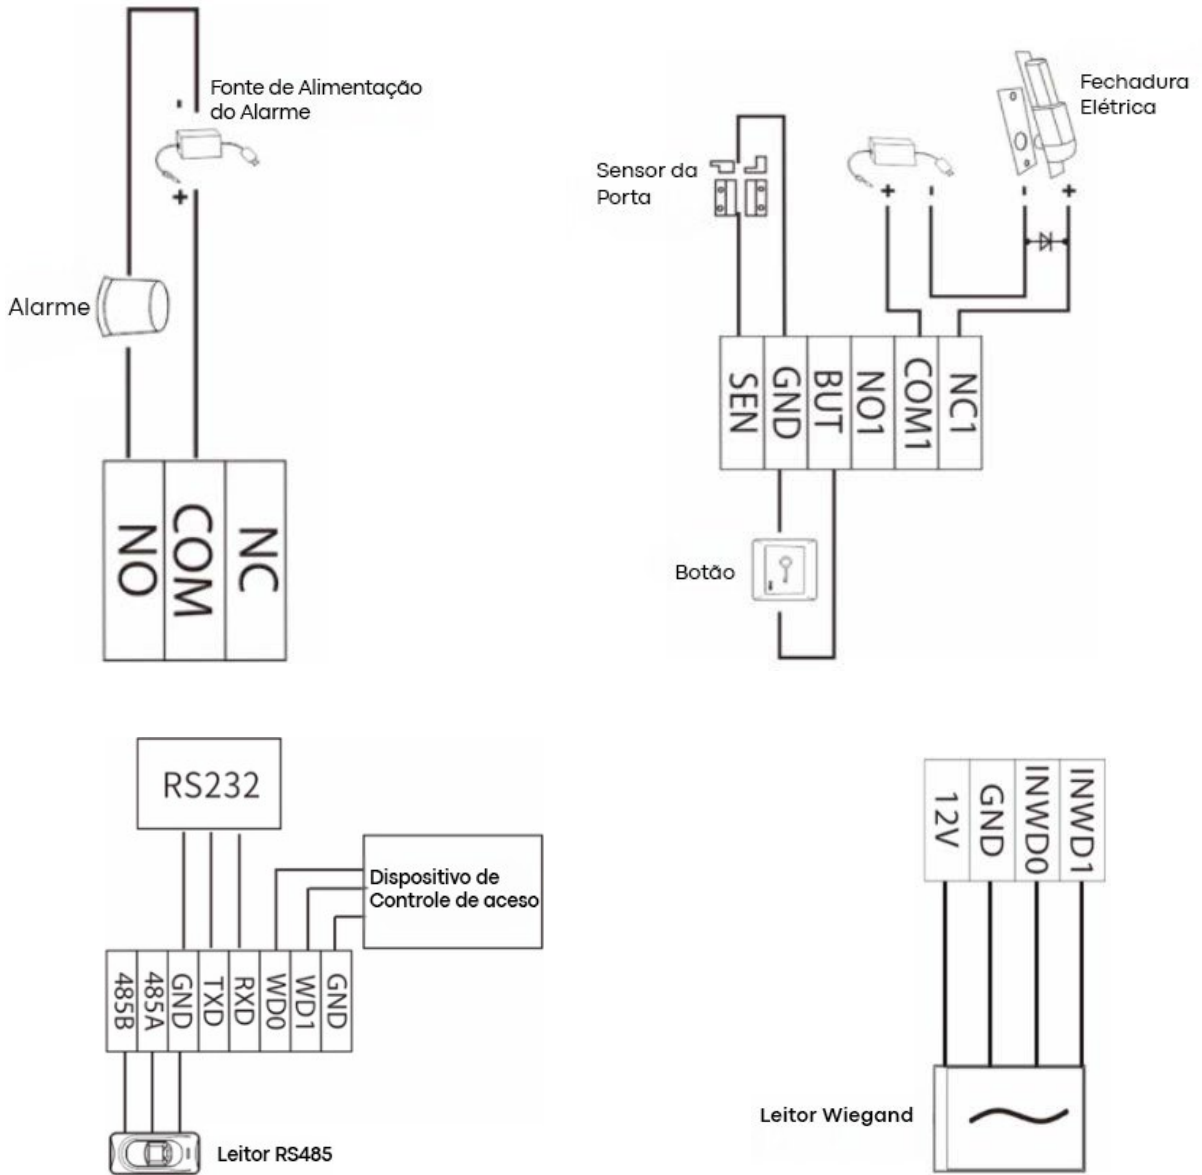 Fonte de Alimentação
do Alarme
-
+
Alarme
NO
COM
NC
Fechadura
Elétrica
Sensor da
Porta
+
-
-
+
SEN
GND
BUT
NO1
COM1
NC1
Botão
RS232
Dispositivo de
Controle de aceso
485B
485A
GND
TXD
RXD
WD0
WD1
GND
Leitor RS485
12V
GND
INWD0
INWD1
Leitor Wiegand